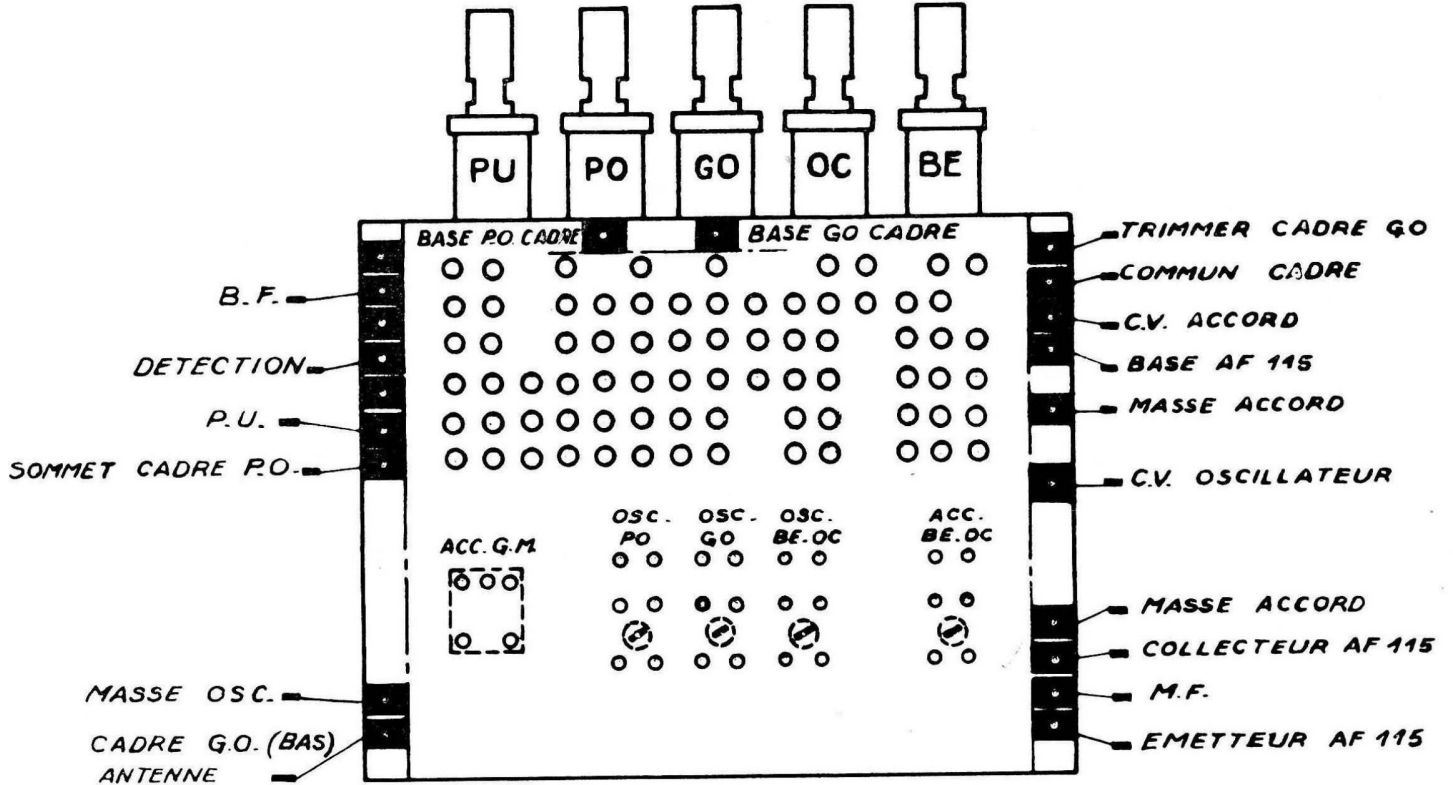 PU PO GO OC BE
BASE P.O. CADRE
BASE GO CADRE
B.F.
DETECTION
P.U.
SOMMET CADRE P.O.
MASSE OSC.
CADRE G.O. (BAS)
ANTENNE
TRIMMER CADRE GO
COMMUN CADRE
C.V. ACCORD
BASE AF 115
MASSE ACCORD
C.V. OSCILLATEUR
MASSE ACCORD
COLLECTEUR AF 115
M.F.
EMETTEUR AF 115
ACC. G.M.
OSC.
PO
OSC.
GO
OSC.
BE.OC
ACC.
BE.OC